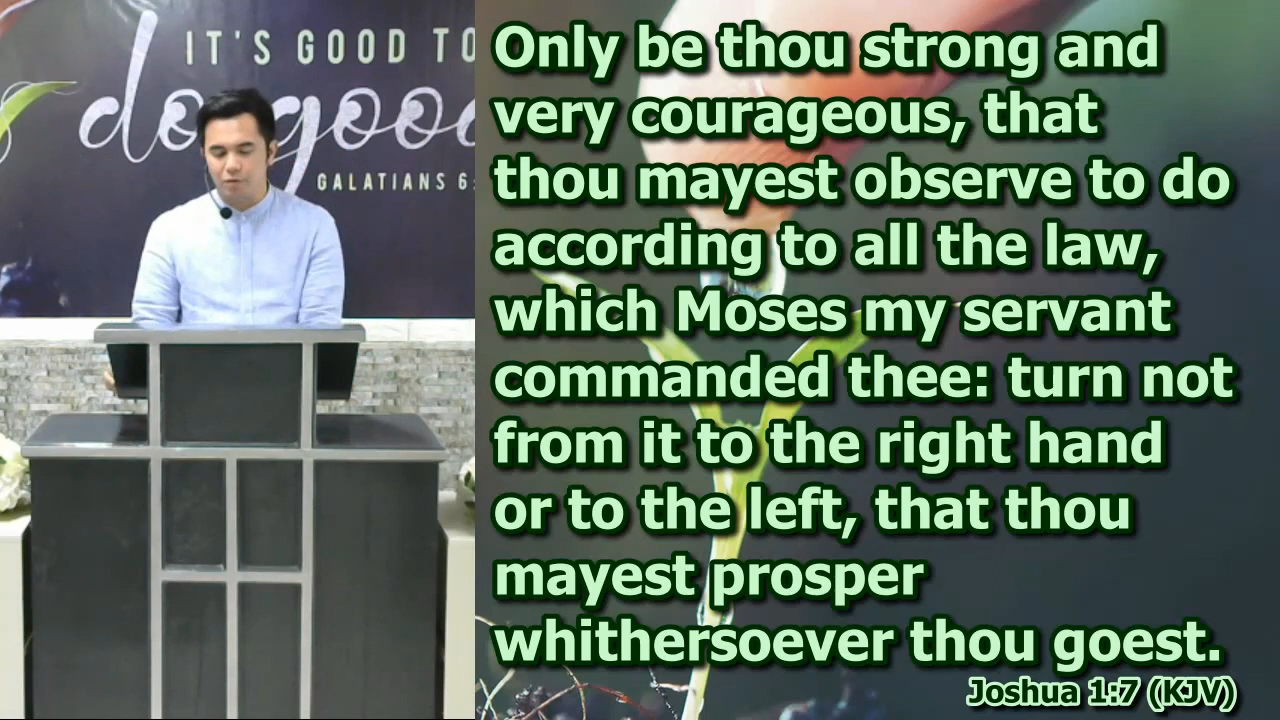 IT'S GOOD TO
do good
GALATIANS 6:
Only be thou strong and
very courageous, that
thou mayest observe to do
according to all the law,
which Moses my servant
commanded thee: turn not
from it to the right hand
or to the left, that thou
mayest prosper
whithersoever thou goest.
Joshua 1:7 (KJV)